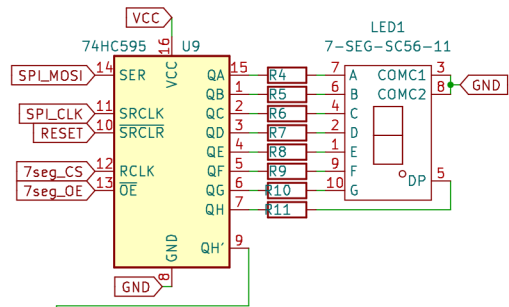 VCC
LED1
74HC595
U9
7-SEG-SC56-11
16
VCC
SPI_MOSI 14 SER QA 15 R4 7 A COMC1 3
QB 1 R5 6 B COMC2 8 GND
SPI_CLK 11 SRCLK QC 2 R6 4 C
RESET 10 SRCLR QD 3 R7 2 D
QE 4 R8 1 E
7seg_CS 12 RCLK QF 5 R9 9 F
7seg_OE 13 OE QG 6 R10 10 G DP 5
QH 7 R11
GND
QH' 9
GND 8